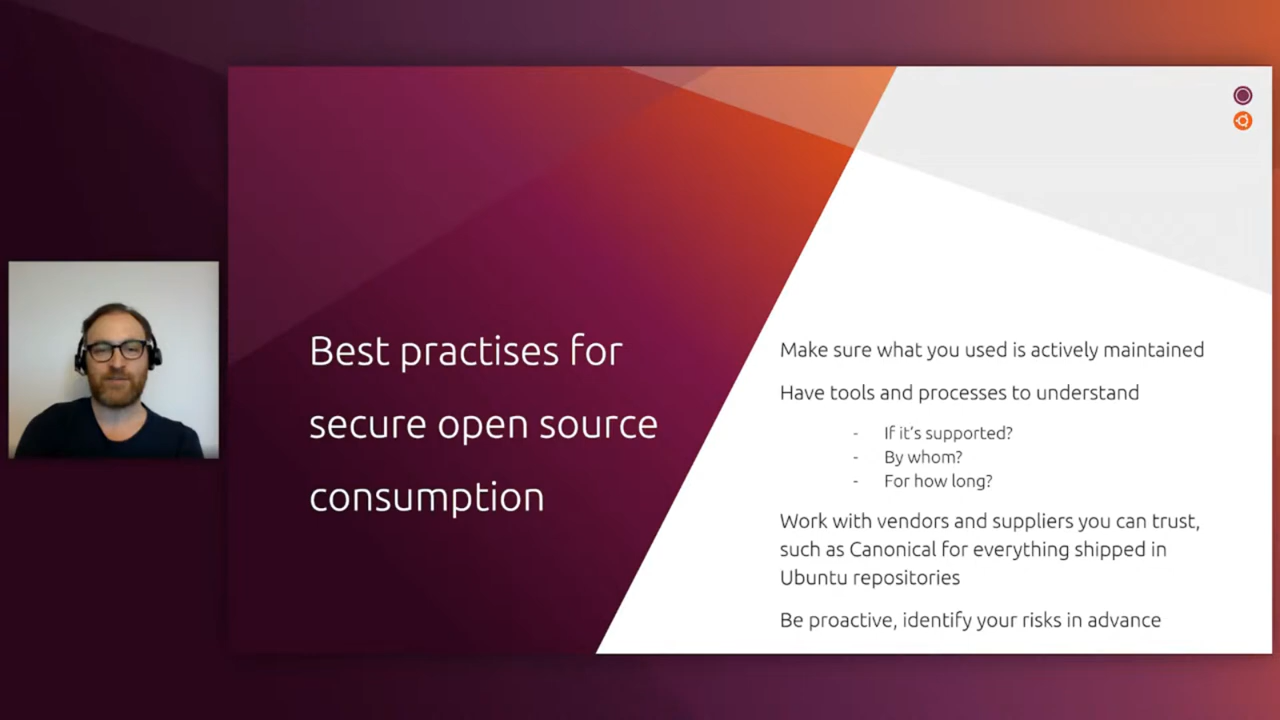 Best practises for
secure open source
consumption
Make sure what you used is actively maintained
Have tools and processes to understand
- If it's supported?
- By whom?
- For how long?
Work with vendors and suppliers you can trust,
such as Canonical for everything shipped in
Ubuntu repositories
Be proactive, identify your risks in advance